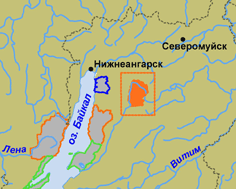 Северомуйск
Нижнеангарск
оз. Байкал
Лена
Витим